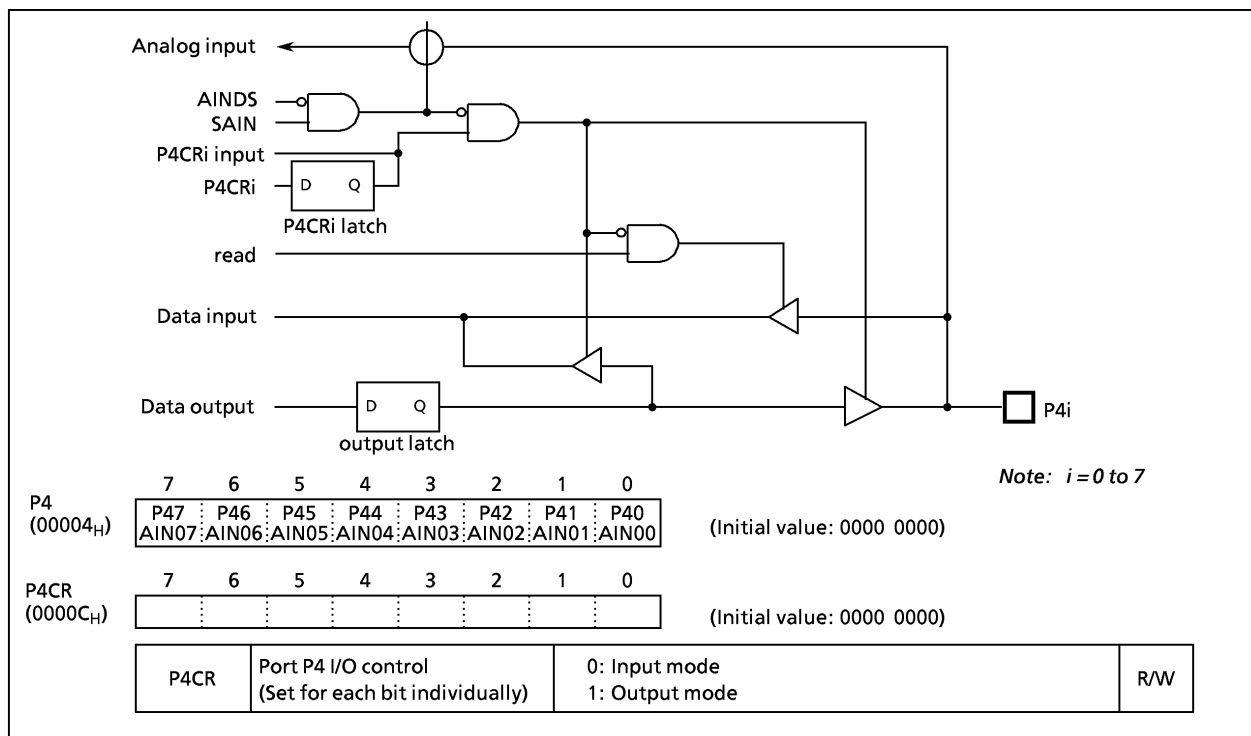 Analog input
AINDS
SAIN
P4CRi input
P4CRi
D Q
P4CRi latch
read
Data input
Data output
D Q
output latch
P4i
Note: i = 0 to 7
7 6 5 4 3 2 1 0
P4
(00004H)
P47 P46 P45 P44 P43 P42 P41 P40
AIN07 AIN06 AIN05 AIN04 AIN03 AIN02 AIN01 AIN00
(Initial value: 0000 0000)
7 6 5 4 3 2 1 0
P4CR
(0000CH)
(Initial value: 0000 0000)
P4CR
Port P4 I/O control
(Set for each bit individually)
0: Input mode
1: Output mode
R/W